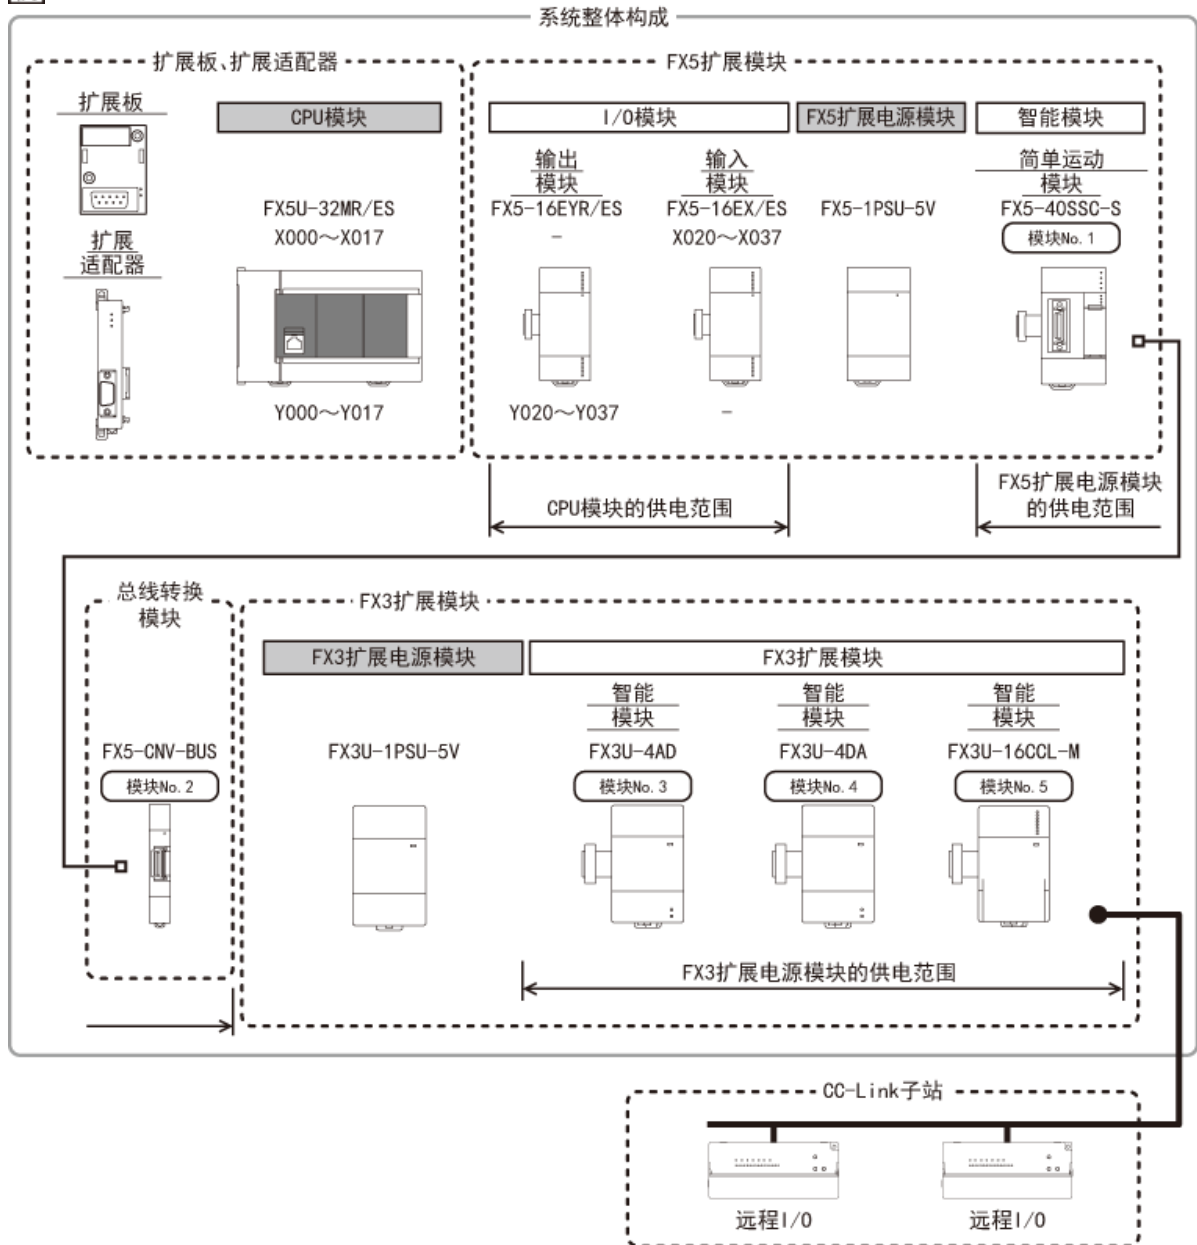 系统整体构成
扩展板、扩展适配器
扩展板
CPU模块
FX5U-32MR/ES
X000～X017
扩展
适配器
Y000～Y017
FX5扩展模块
I/O模块
FX5扩展电源模块
智能模块
输出
模块
FX5-16EYR/ES
-
Y020～Y037
输入
模块
FX5-16EX/ES
X020～X037
-
FX5-1PSU-5V
简单运动
模块
FX5-40SSC-S
模块No.1
CPU模块的供电范围
FX5扩展电源模块
的供电范围
总线转换
模块
FX5-CNV-BUS
模块No.2
FX3扩展模块
FX3扩展电源模块
FX3扩展模块
FX3U-1PSU-5V
智能
模块
FX3U-4AD
模块No.3
智能
模块
FX3U-4DA
模块No.4
智能
模块
FX3U-16CCL-M
模块No.5
FX3扩展电源模块的供电范围
CC-Link子站
远程I/O
远程I/O